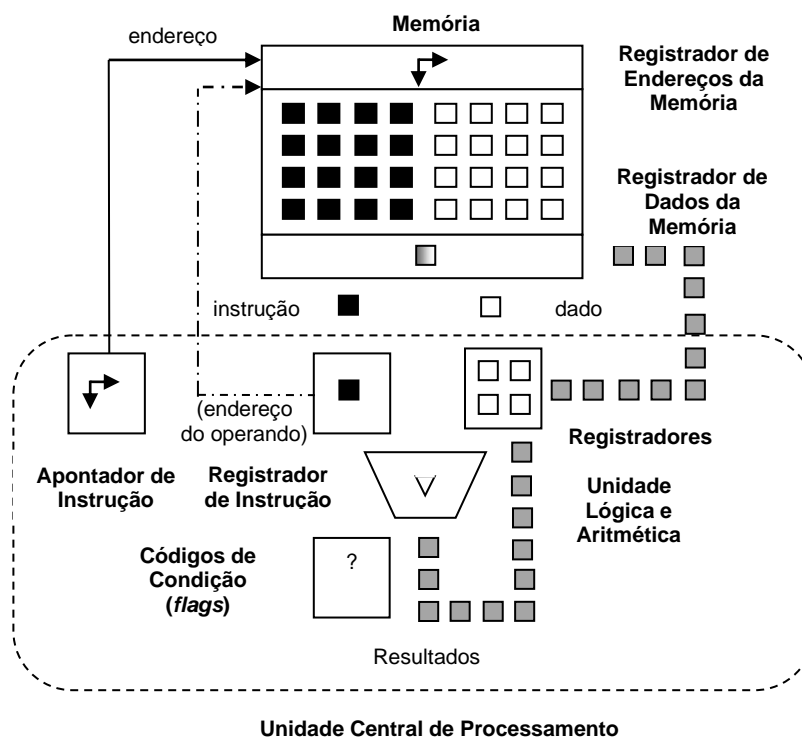 Memória
endereço
Registrador de
Endereços da
Memória
Registrador de
Dados da
Memória
instrução
dado
(endereço
do operando)
Registradores
Apontador de
Instrução
Registrador
de Instrução
Unidade
Lógica e
Aritmética
Códigos de
Condição
(flags)
?
Resultados
Unidade Central de Processamento